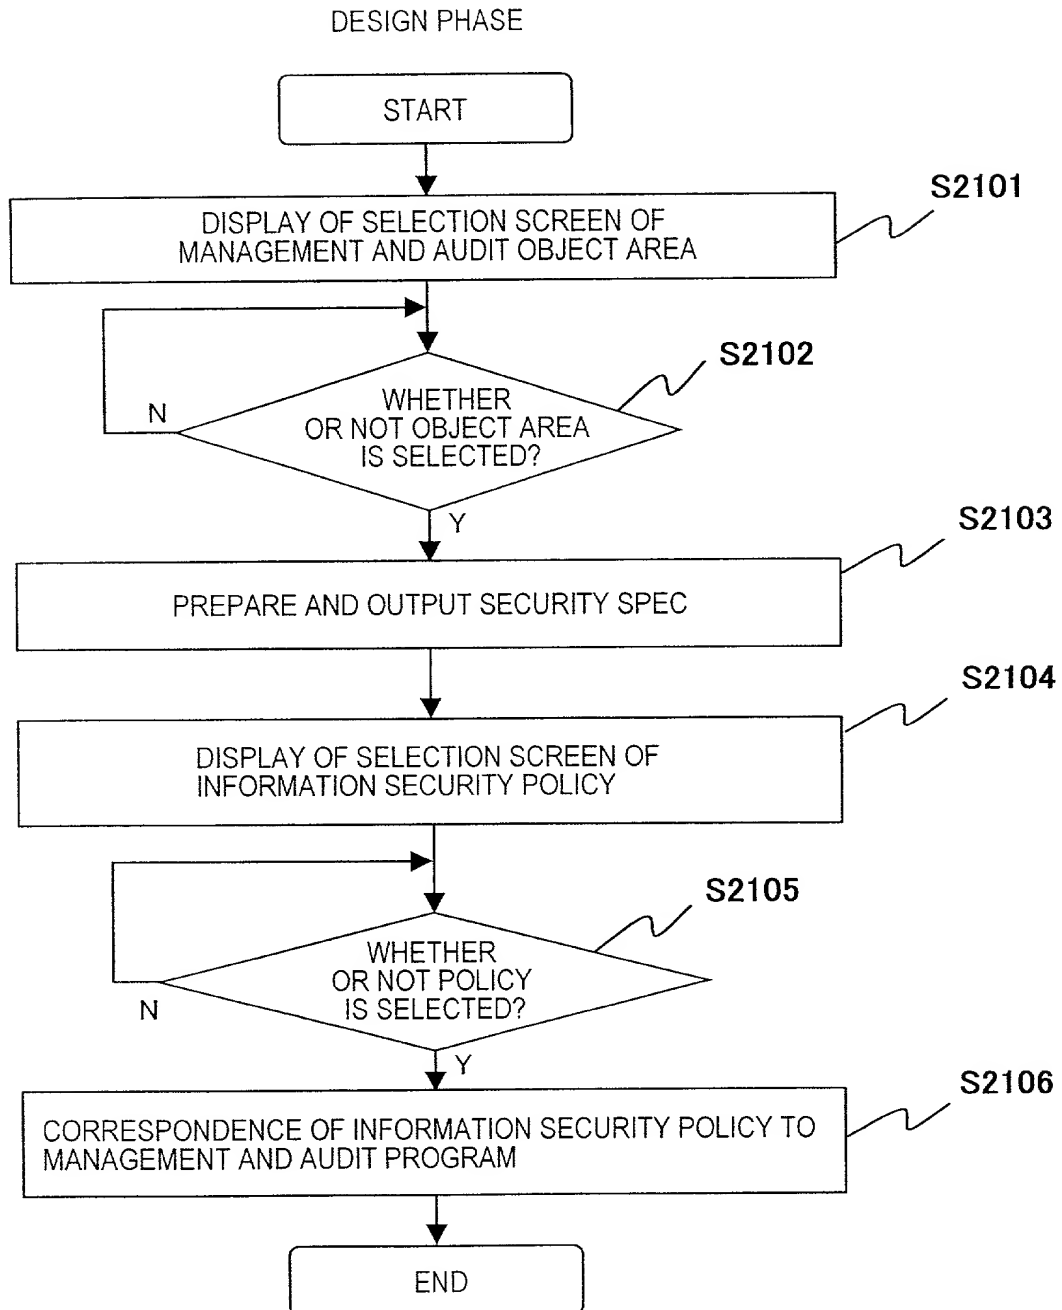 DESIGN PHASE
START
S2101
DISPLAY OF SELECTION SCREEN OF
MANAGEMENT AND AUDIT OBJECT AREA
S2102
WHETHER
OR NOT OBJECT AREA
IS SELECTED?
N
Y
S2103
PREPARE AND OUTPUT SECURITY SPEC
S2104
DISPLAY OF SELECTION SCREEN OF
INFORMATION SECURITY POLICY
S2105
WHETHER
OR NOT POLICY
IS SELECTED?
N
Y
S2106
CORRESPONDENCE OF INFORMATION SECURITY POLICY TO
MANAGEMENT AND AUDIT PROGRAM
END